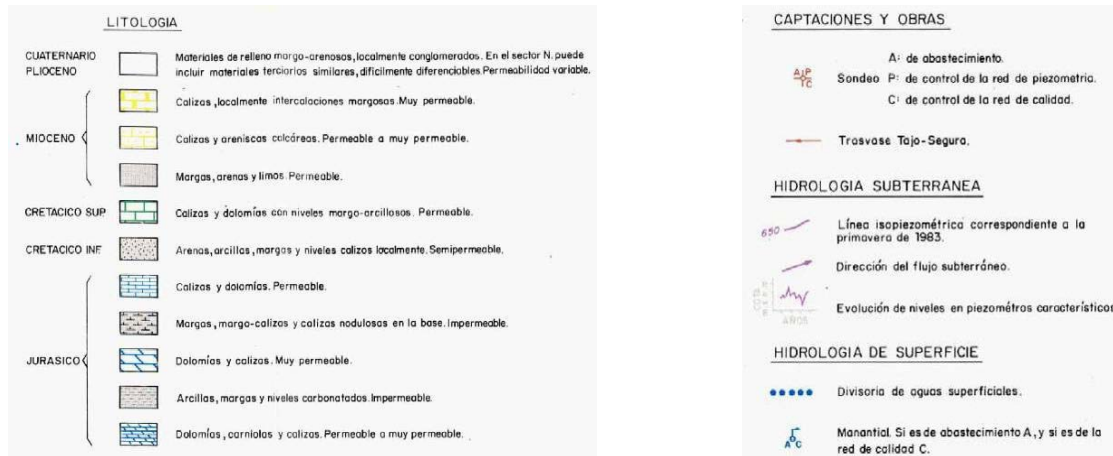 LITOLOGIA
CUATERNARIO
PLIOCENO
Materiales de relleno margo-arenosos, localmente conglomerados. En el sector N. puede
incluir materiales terciarios similares, dificilmente diferenciables. Permeabilidad variable.
Calizas, localmente intercalaciones margosas. Muy permeable.
MIOCENO
Calizas y areniscas calcáreas. Permeable a muy permeable.
Margas, arenas y limos. Permeable.
CRETACICO SUP
Calizas y dolomías con niveles margo-arcillosos. Permeable.
CRETACICO INF
Arenas, arcillas, margas y niveles calizos localmente. Semipermeable.
Calizas y dolomías. Permeable.
Margas, margo-calizas y calizas nodulosas en la base. Impermeable.
JURASICO
Dolomías y calizas. Muy permeable.
Arcillas, margas y niveles carbonatados. Impermeable.
Dolomías, carniolas y calizas. Permeable a muy permeable.
CAPTACIONES Y OBRAS
A: de abastecimiento.
A P
C
Sondeo P: de control de la red de piezometria.
C: de control de la red de calidad.
Trasvase Tajo-Segura.
HIDROLOGIA SUBTERRANEA
650
Línea isopiezométrica correspondiente a la
primavera de 1983.
Dirección del flujo subterráneo.
COTA
AÑOS
Evolución de niveles en piezométros característicos
HIDROLOGIA DE SUPERFICIE
Divisoria de aguas superficiales.
A C
Manantial. Si es de abastecimiento A, y si es de la
red de calidad C.